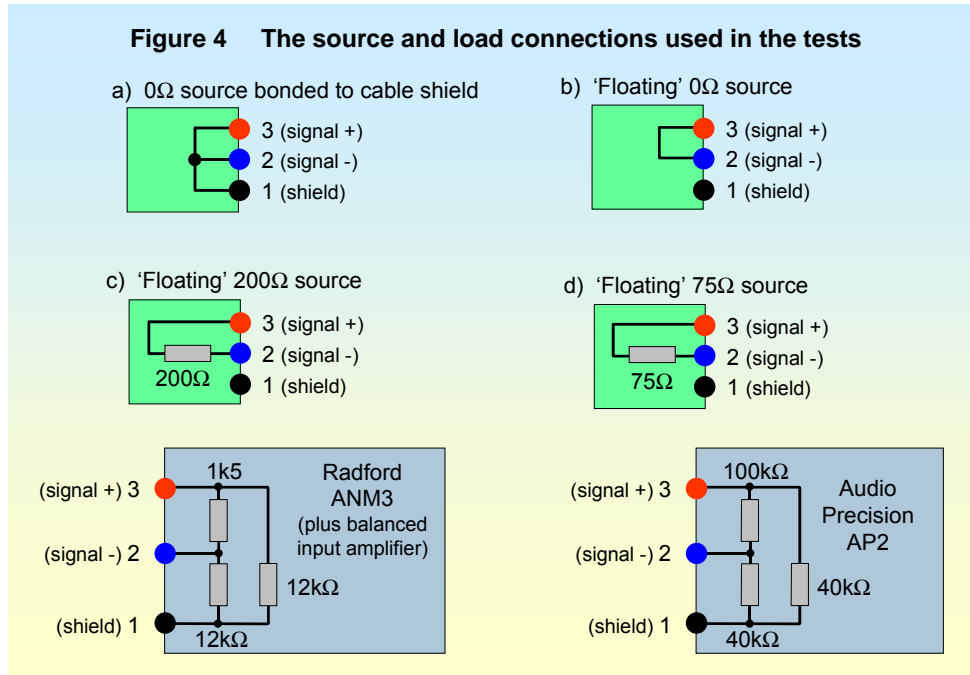 Figure 4 The source and load connections used in the tests
a) 0Ω source bonded to cable shield
3 (signal +)
2 (signal -)
1 (shield)
b) 'Floating' 0Ω source
3 (signal +)
2 (signal -)
1 (shield)
c) 'Floating' 200Ω source
3 (signal +)
2 (signal -)
1 (shield)
200Ω
d) 'Floating' 75Ω source
3 (signal +)
2 (signal -)
1 (shield)
75Ω
(signal +) 3
(signal -) 2
(shield) 1
1k5
12kΩ
12kΩ
Radford
ANM3
(plus balanced
input amplifier)
(signal +) 3
(signal -) 2
(shield) 1
100kΩ
40kΩ
40kΩ
Audio
Precision
AP2